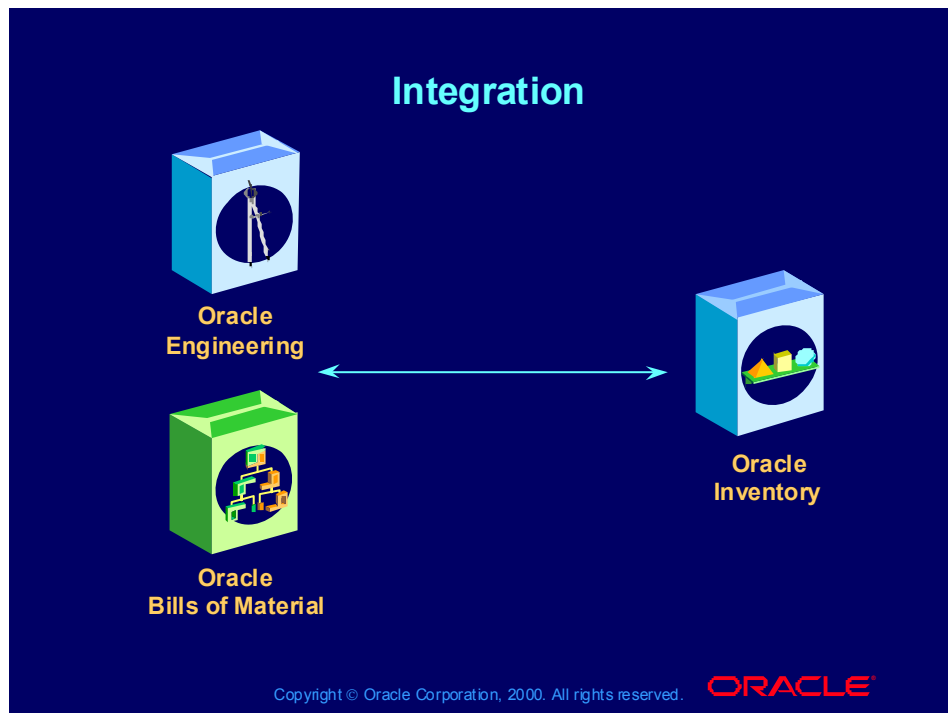 Integration
Oracle
Engineering
Oracle
Inventory
Oracle
Bills of Material
Copyright © Oracle Corporation, 2000. All rights reserved.
ORACLE®